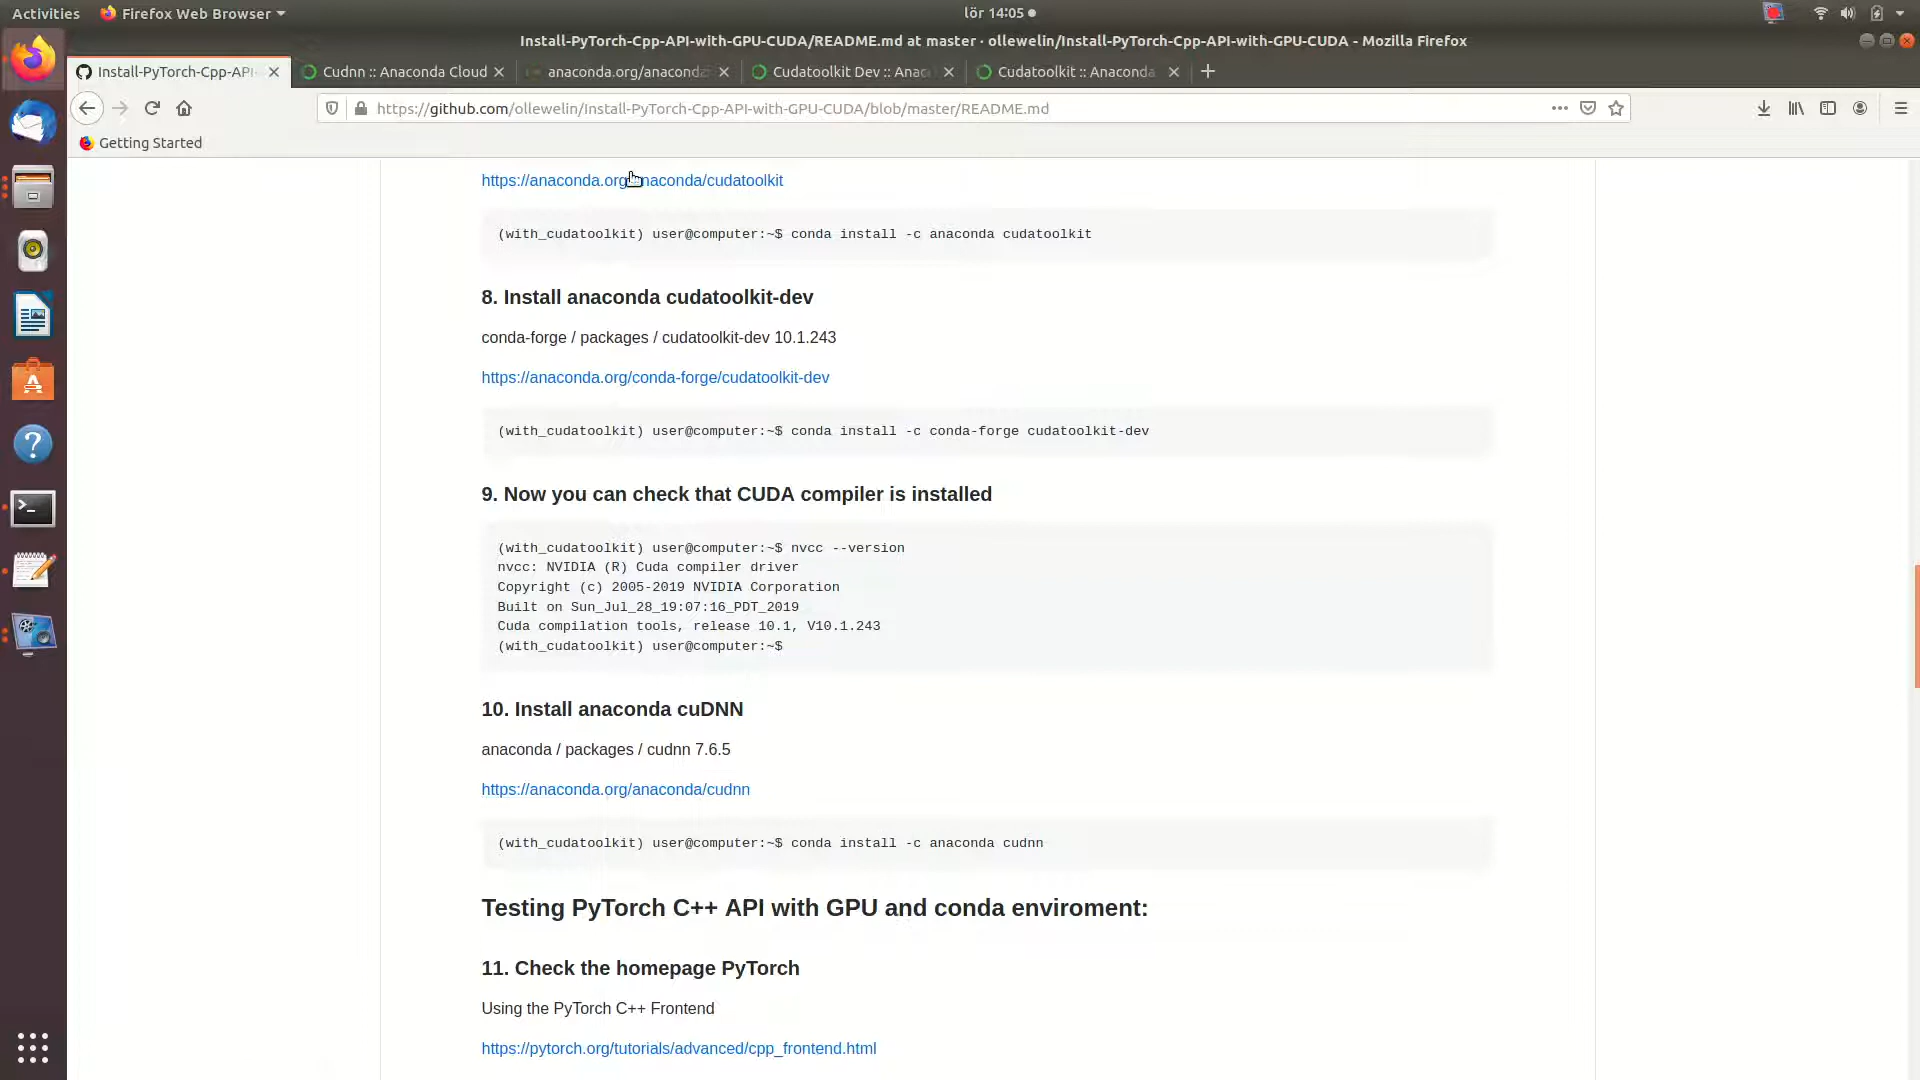 Activities
Firefox Web Browser
lör 14:05
Install-PyTorch-Cpp-API-with-GPU-CUDA/README.md at master · ollewelin/Install-PyTorch-Cpp-API-with-GPU-CUDA - Mozilla Firefox
Install-PyTorch-Cpp-API-
Cudnn :: Anaconda Cloud
anaconda.org/anaconda
Cudatoolkit Dev :: Anac
Cudatoolkit :: Anaconda
https://github.com/ollewelin/Install-PyTorch-Cpp-API-with-GPU-CUDA/blob/master/README.md
Getting Started
https://anaconda.org/anaconda/cudatoolkit
(with_cudatoolkit) user@computer:~$ conda install -c anaconda cudatoolkit
8. Install anaconda cudatoolkit-dev
conda-forge / packages / cudatoolkit-dev 10.1.243
https://anaconda.org/conda-forge/cudatoolkit-dev
(with_cudatoolkit) user@computer:~$ conda install -c conda-forge cudatoolkit-dev
9. Now you can check that CUDA compiler is installed
(with_cudatoolkit) user@computer:~$ nvcc --version
nvcc: NVIDIA (R) Cuda compiler driver
Copyright (c) 2005-2019 NVIDIA Corporation
Built on Sun_Jul_28_19:07:16_PDT_2019
Cuda compilation tools, release 10.1, V10.1.243
(with_cudatoolkit) user@computer:~$
10. Install anaconda cuDNN
anaconda / packages / cudnn 7.6.5
https://anaconda.org/anaconda/cudnn
(with_cudatoolkit) user@computer:~$ conda install -c anaconda cudnn
Testing PyTorch C++ API with GPU and conda enviroment:
11. Check the homepage PyTorch
Using the PyTorch C++ Frontend
https://pytorch.org/tutorials/advanced/cpp_frontend.html